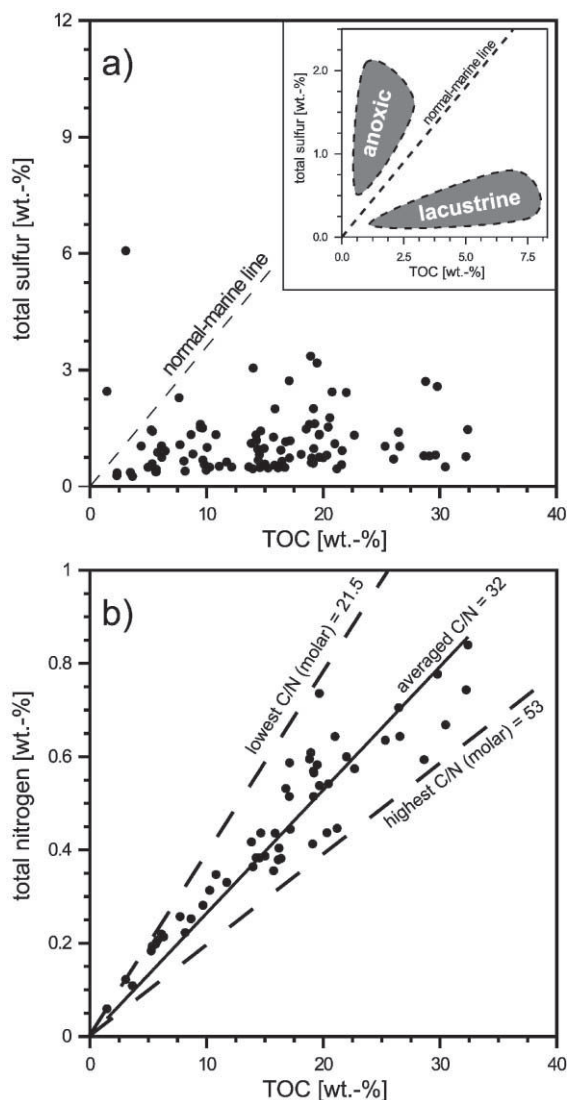 a)
total sulfur [wt.-%]
12
9
6
3
0
normal-marine line
0 10 20 30 40
TOC [wt.-%]
total sulfur [wt.-%]
2.0
1.0
0.0
anoxic
normal-marine line
lacustrine
0.0 2.5 5.0 7.5
TOC [wt.-%]
b)
total nitrogen [wt.-%]
1
0.8
0.6
0.4
0.2
0
lowest C/N (molar) = 21.5
averaged C/N = 32
highest C/N (molar) = 53
0 10 20 30 40
TOC [wt.-%]